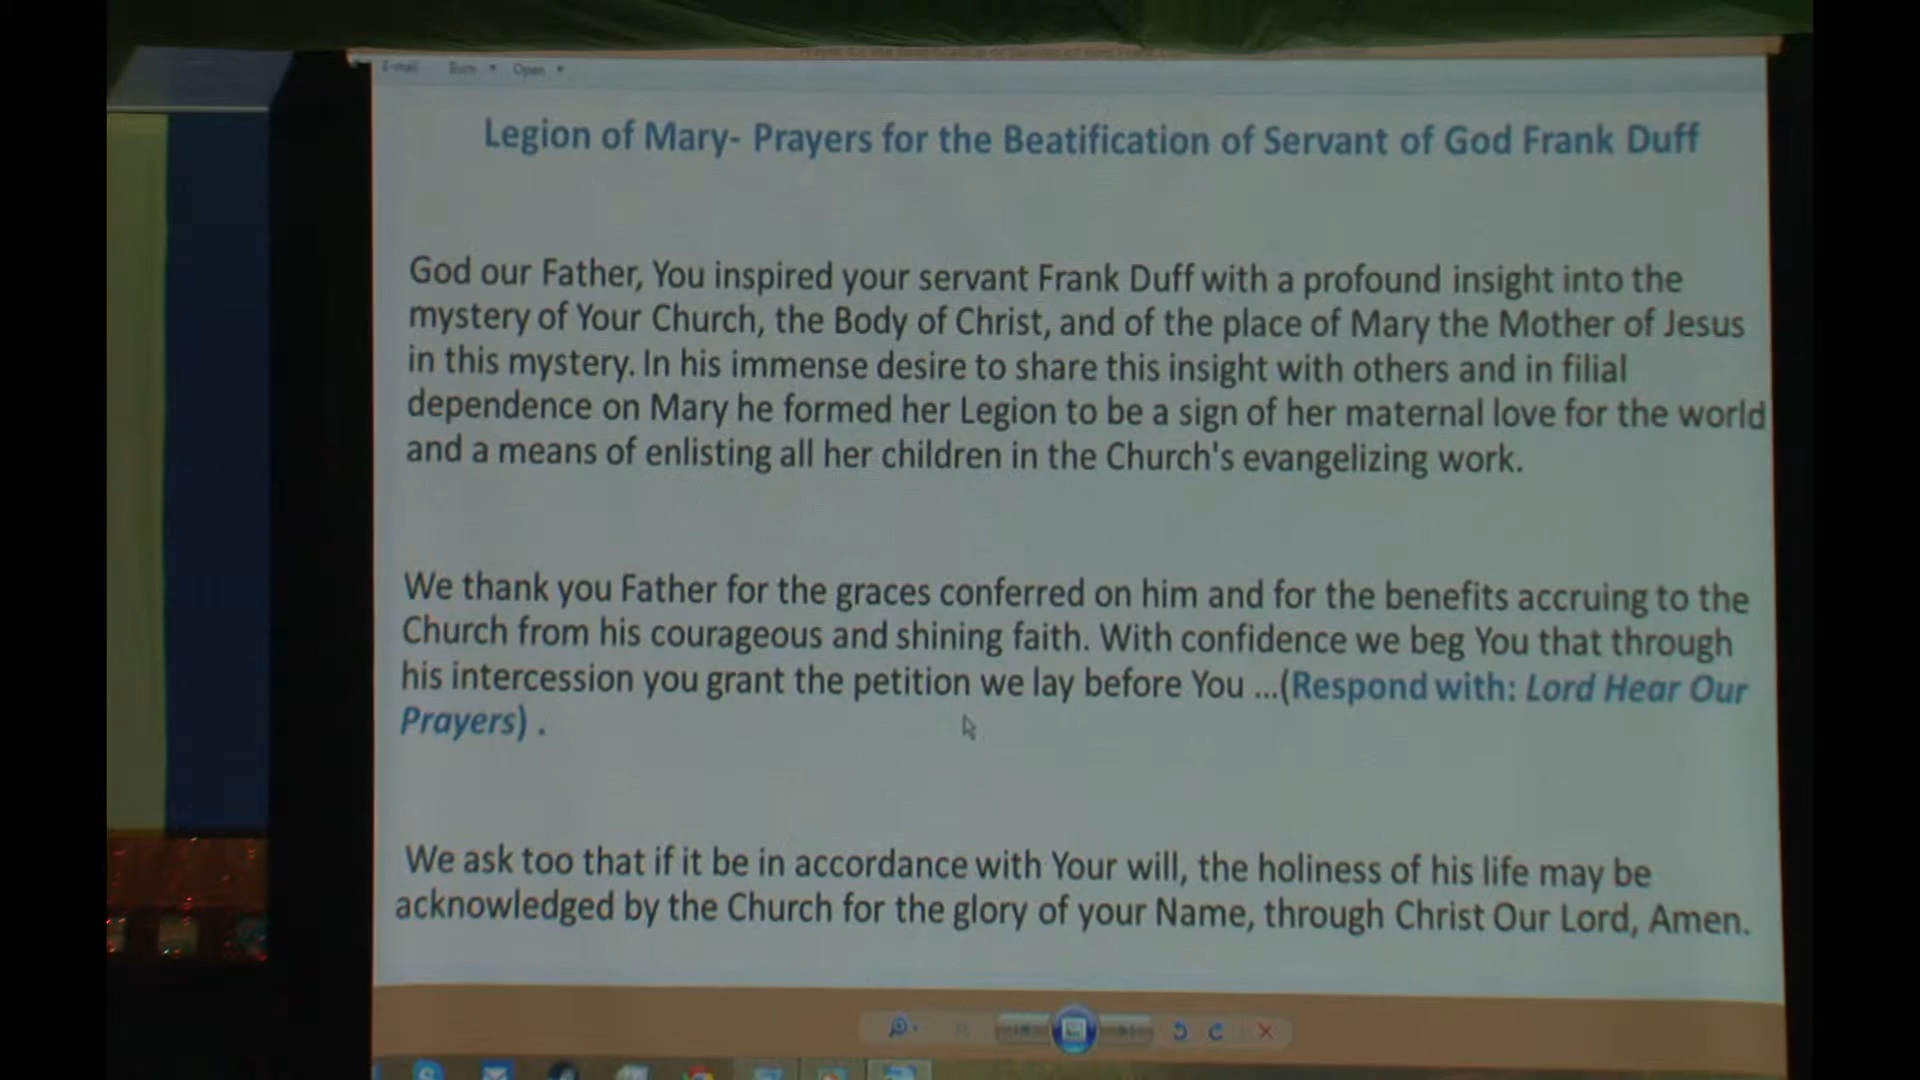 E-mail Burn Open
Legion of Mary- Prayers for the Beatification of Servant of God Frank Duff
God our Father, You inspired your servant Frank Duff with a profound insight into the
mystery of Your Church, the Body of Christ, and of the place of Mary the Mother of Jesus
in this mystery. In his immense desire to share this insight with others and in filial
dependence on Mary he formed her Legion to be a sign of her maternal love for the world
and a means of enlisting all her children in the Church's evangelizing work.
We thank you Father for the graces conferred on him and for the benefits accruing to the
Church from his courageous and shining faith. With confidence we beg You that through
his intercession you grant the petition we lay before You ...(Respond with: Lord Hear Our
Prayers) .
We ask too that if it be in accordance with Your will, the holiness of his life may be
acknowledged by the Church for the glory of your Name, through Christ Our Lord, Amen.